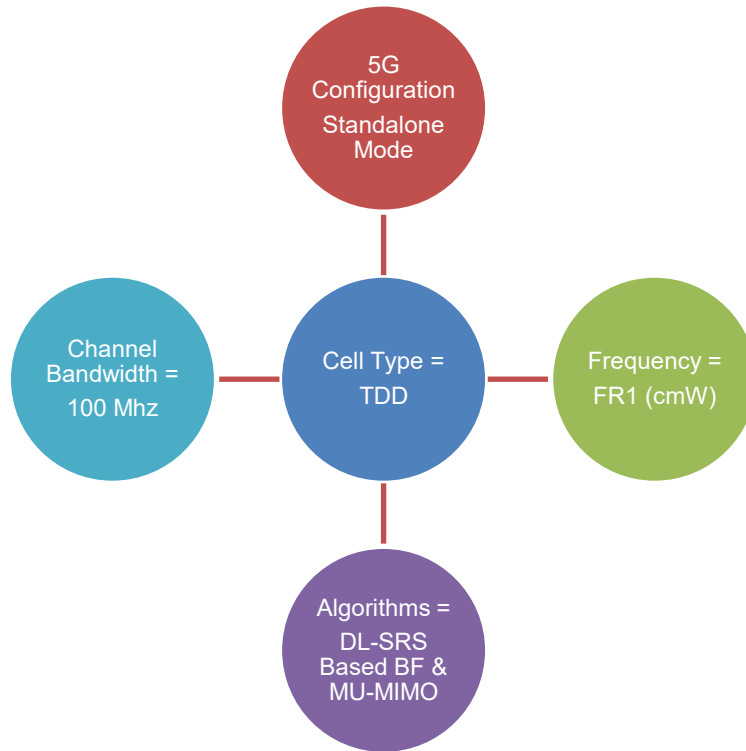 5G
Configuration
Standalone
Mode
Channel
Bandwidth =
100 Mhz
Cell Type =
TDD
Frequency =
FR1 (cmW)
Algorithms =
DL-SRS
Based BF &
MU-MIMO